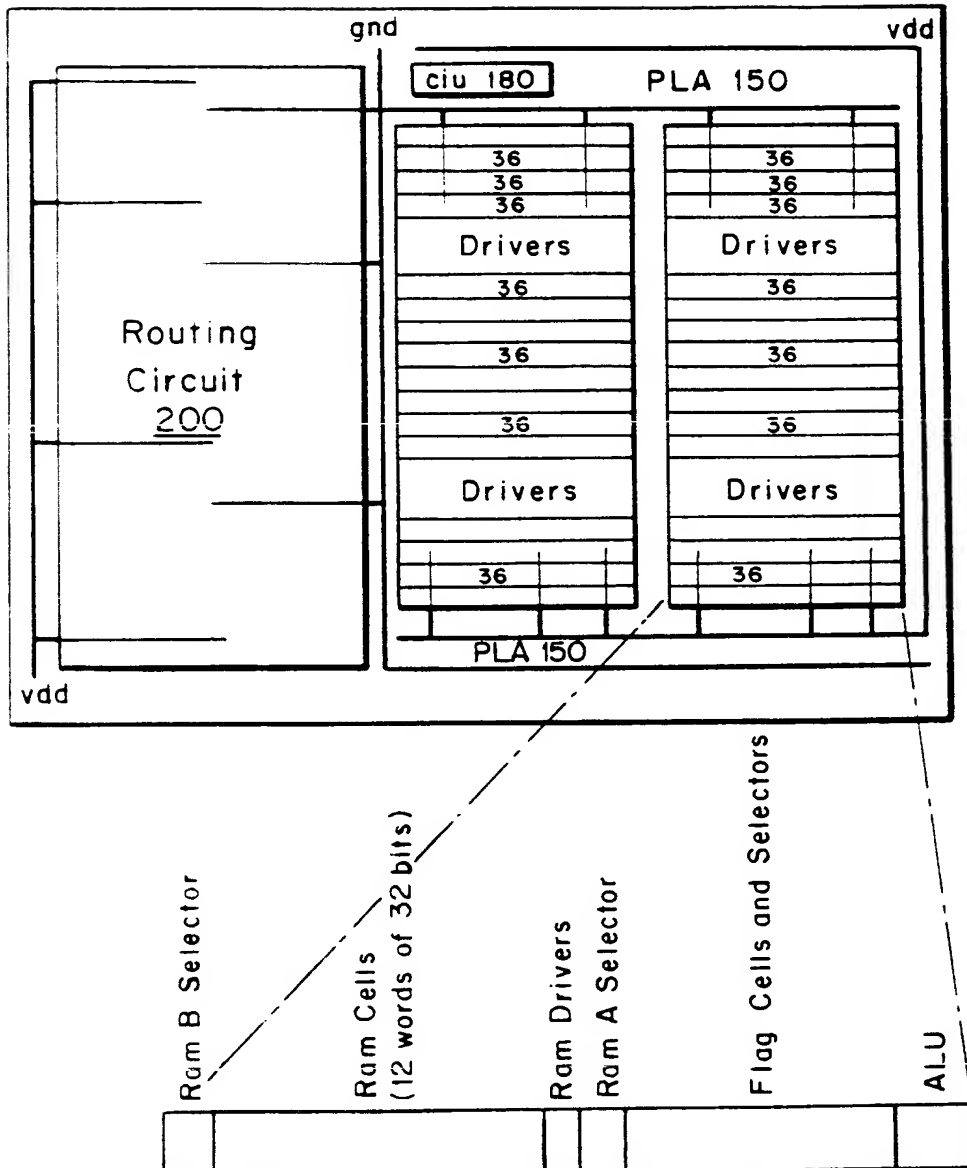 gnd
vdd
ciu 180
PLA 150
36
36
36
36
36
36
Drivers
Drivers
36
36
Routing
Circuit
200
36
36
36
36
Drivers
Drivers
36
36
PLA 150
vdd
Ram B Selector
Ram Cells
(12 words of 32 bits)
Ram Drivers
Ram A Selector
Flag Cells and Selectors
ALU